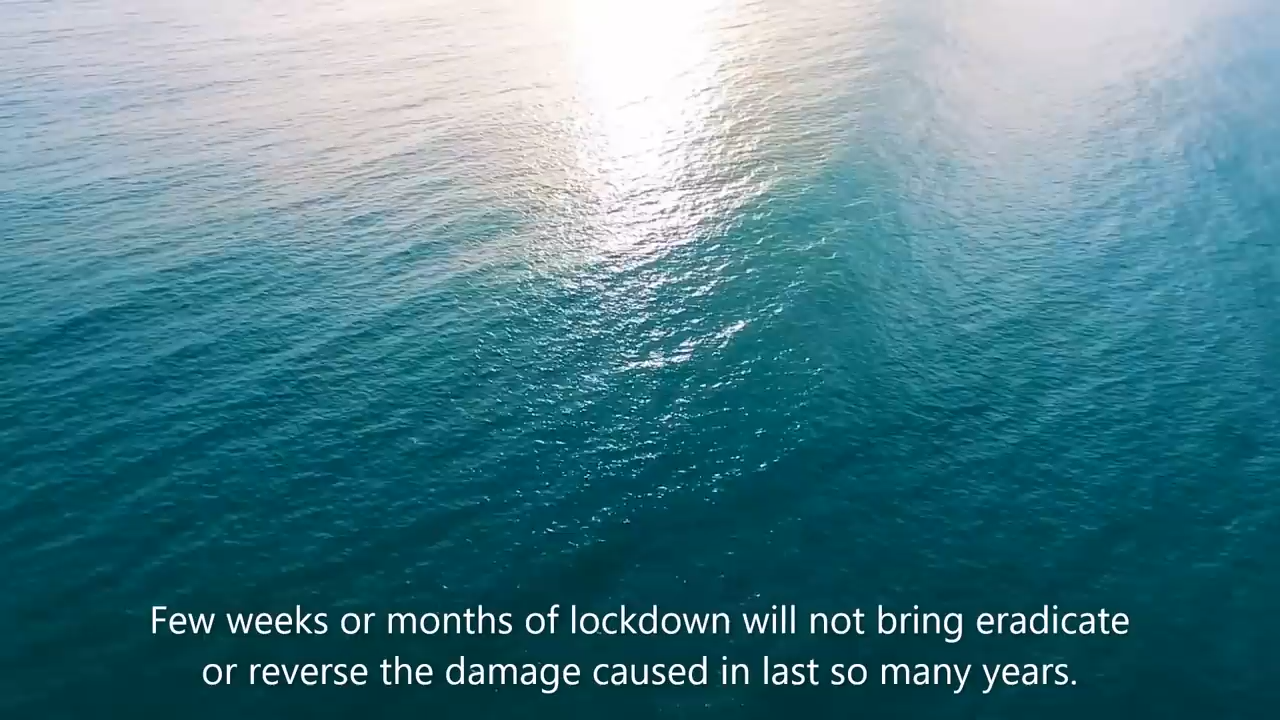 Few weeks or months of lockdown will not bring eradicate
or reverse the damage caused in last so many years.